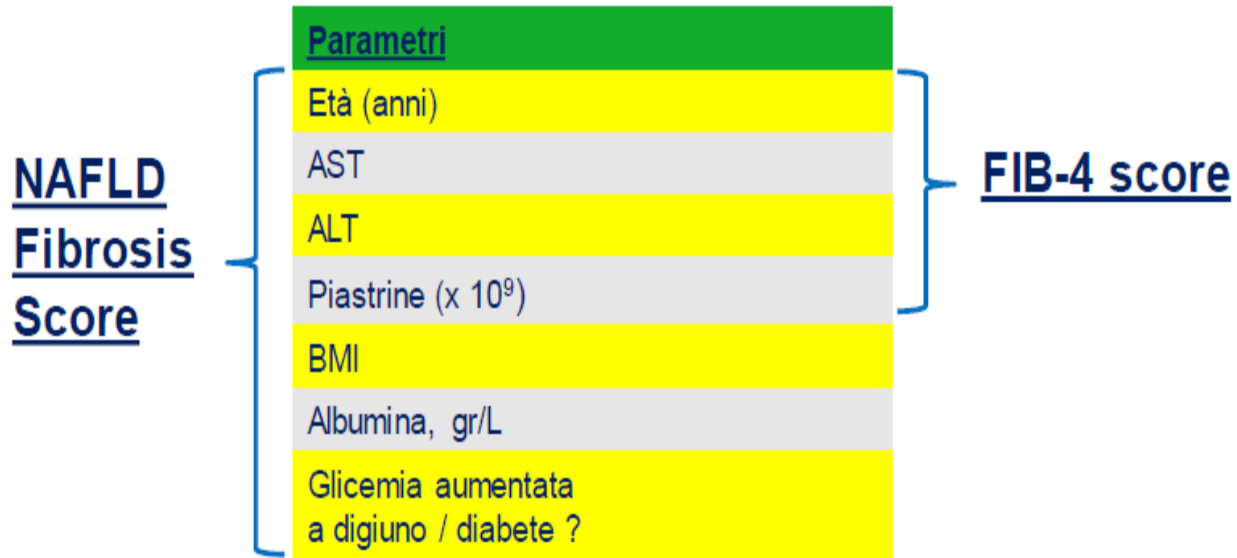 NAFLD
Fibrosis
Score
Parametri
Età (anni)
AST
ALT
Piastrine (x 10⁹)
BMI
Albumina, gr/L
Glicemia aumentata
a digiuno / diabete ?
FIB-4 score